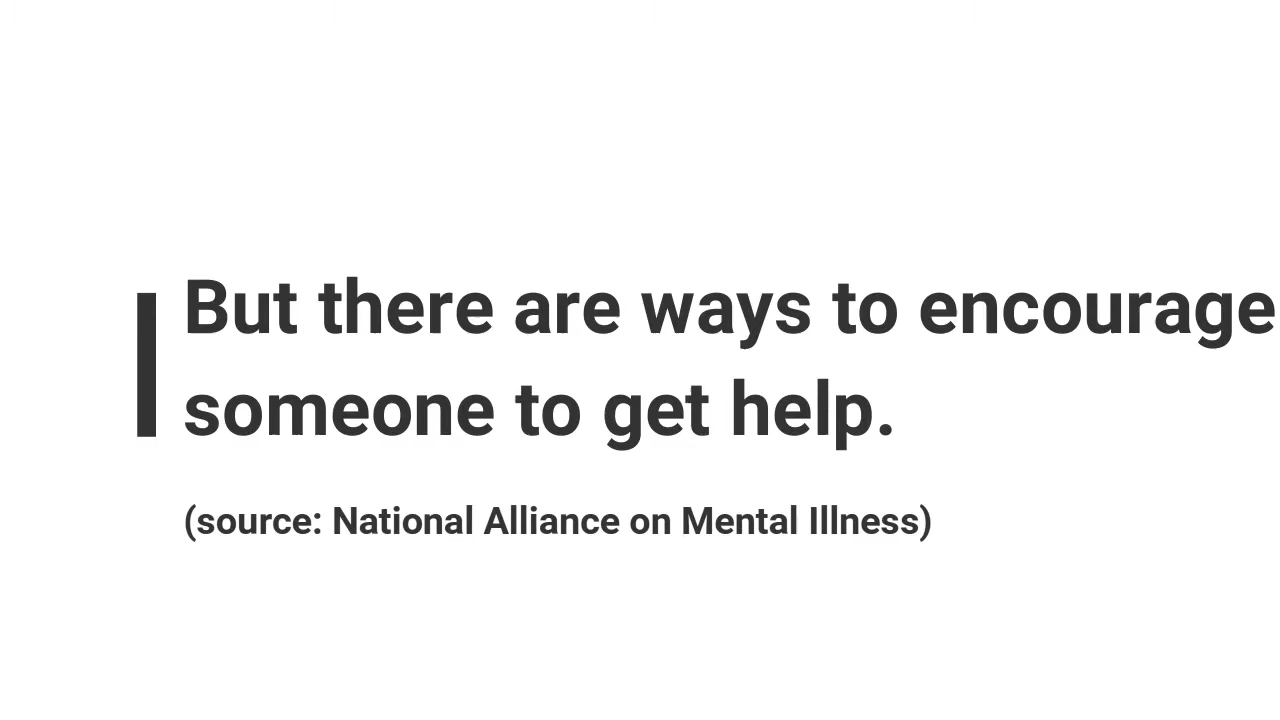 But there are ways to encourage
someone to get help.
(source: National Alliance on Mental Illness)